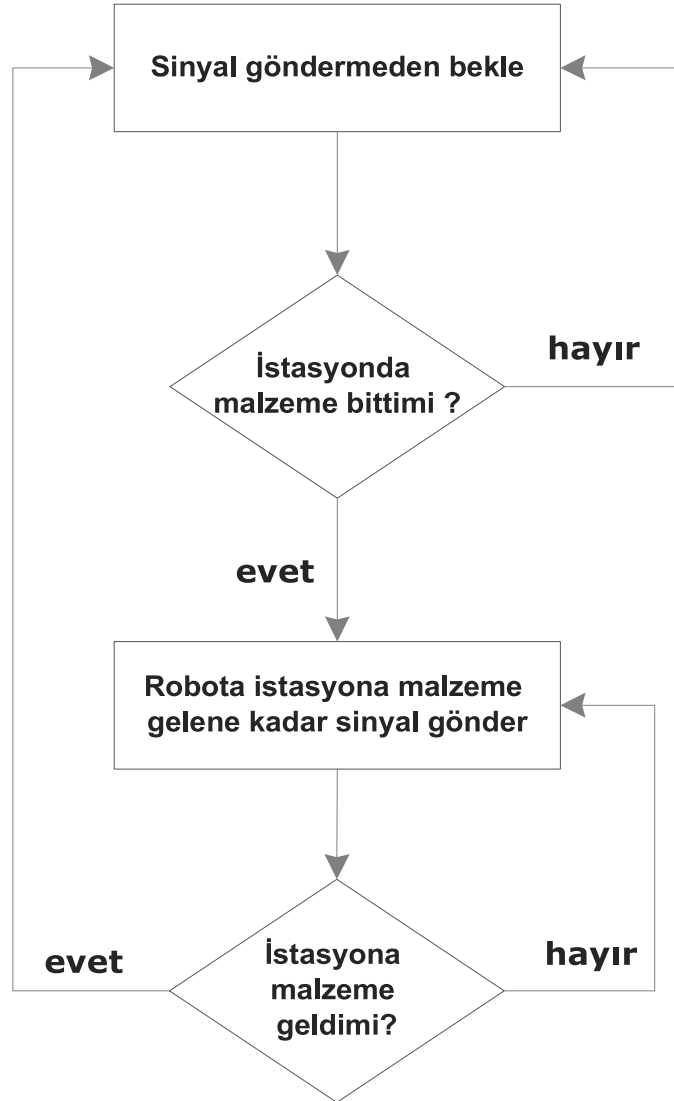 Sinyal göndermeden bekle
İstasyonda
malzeme bittimi ?
hayır
evet
Robota istasyona malzeme
gelene kadar sinyal gönder
evet
İstasyona
malzeme
geldimi?
hayır